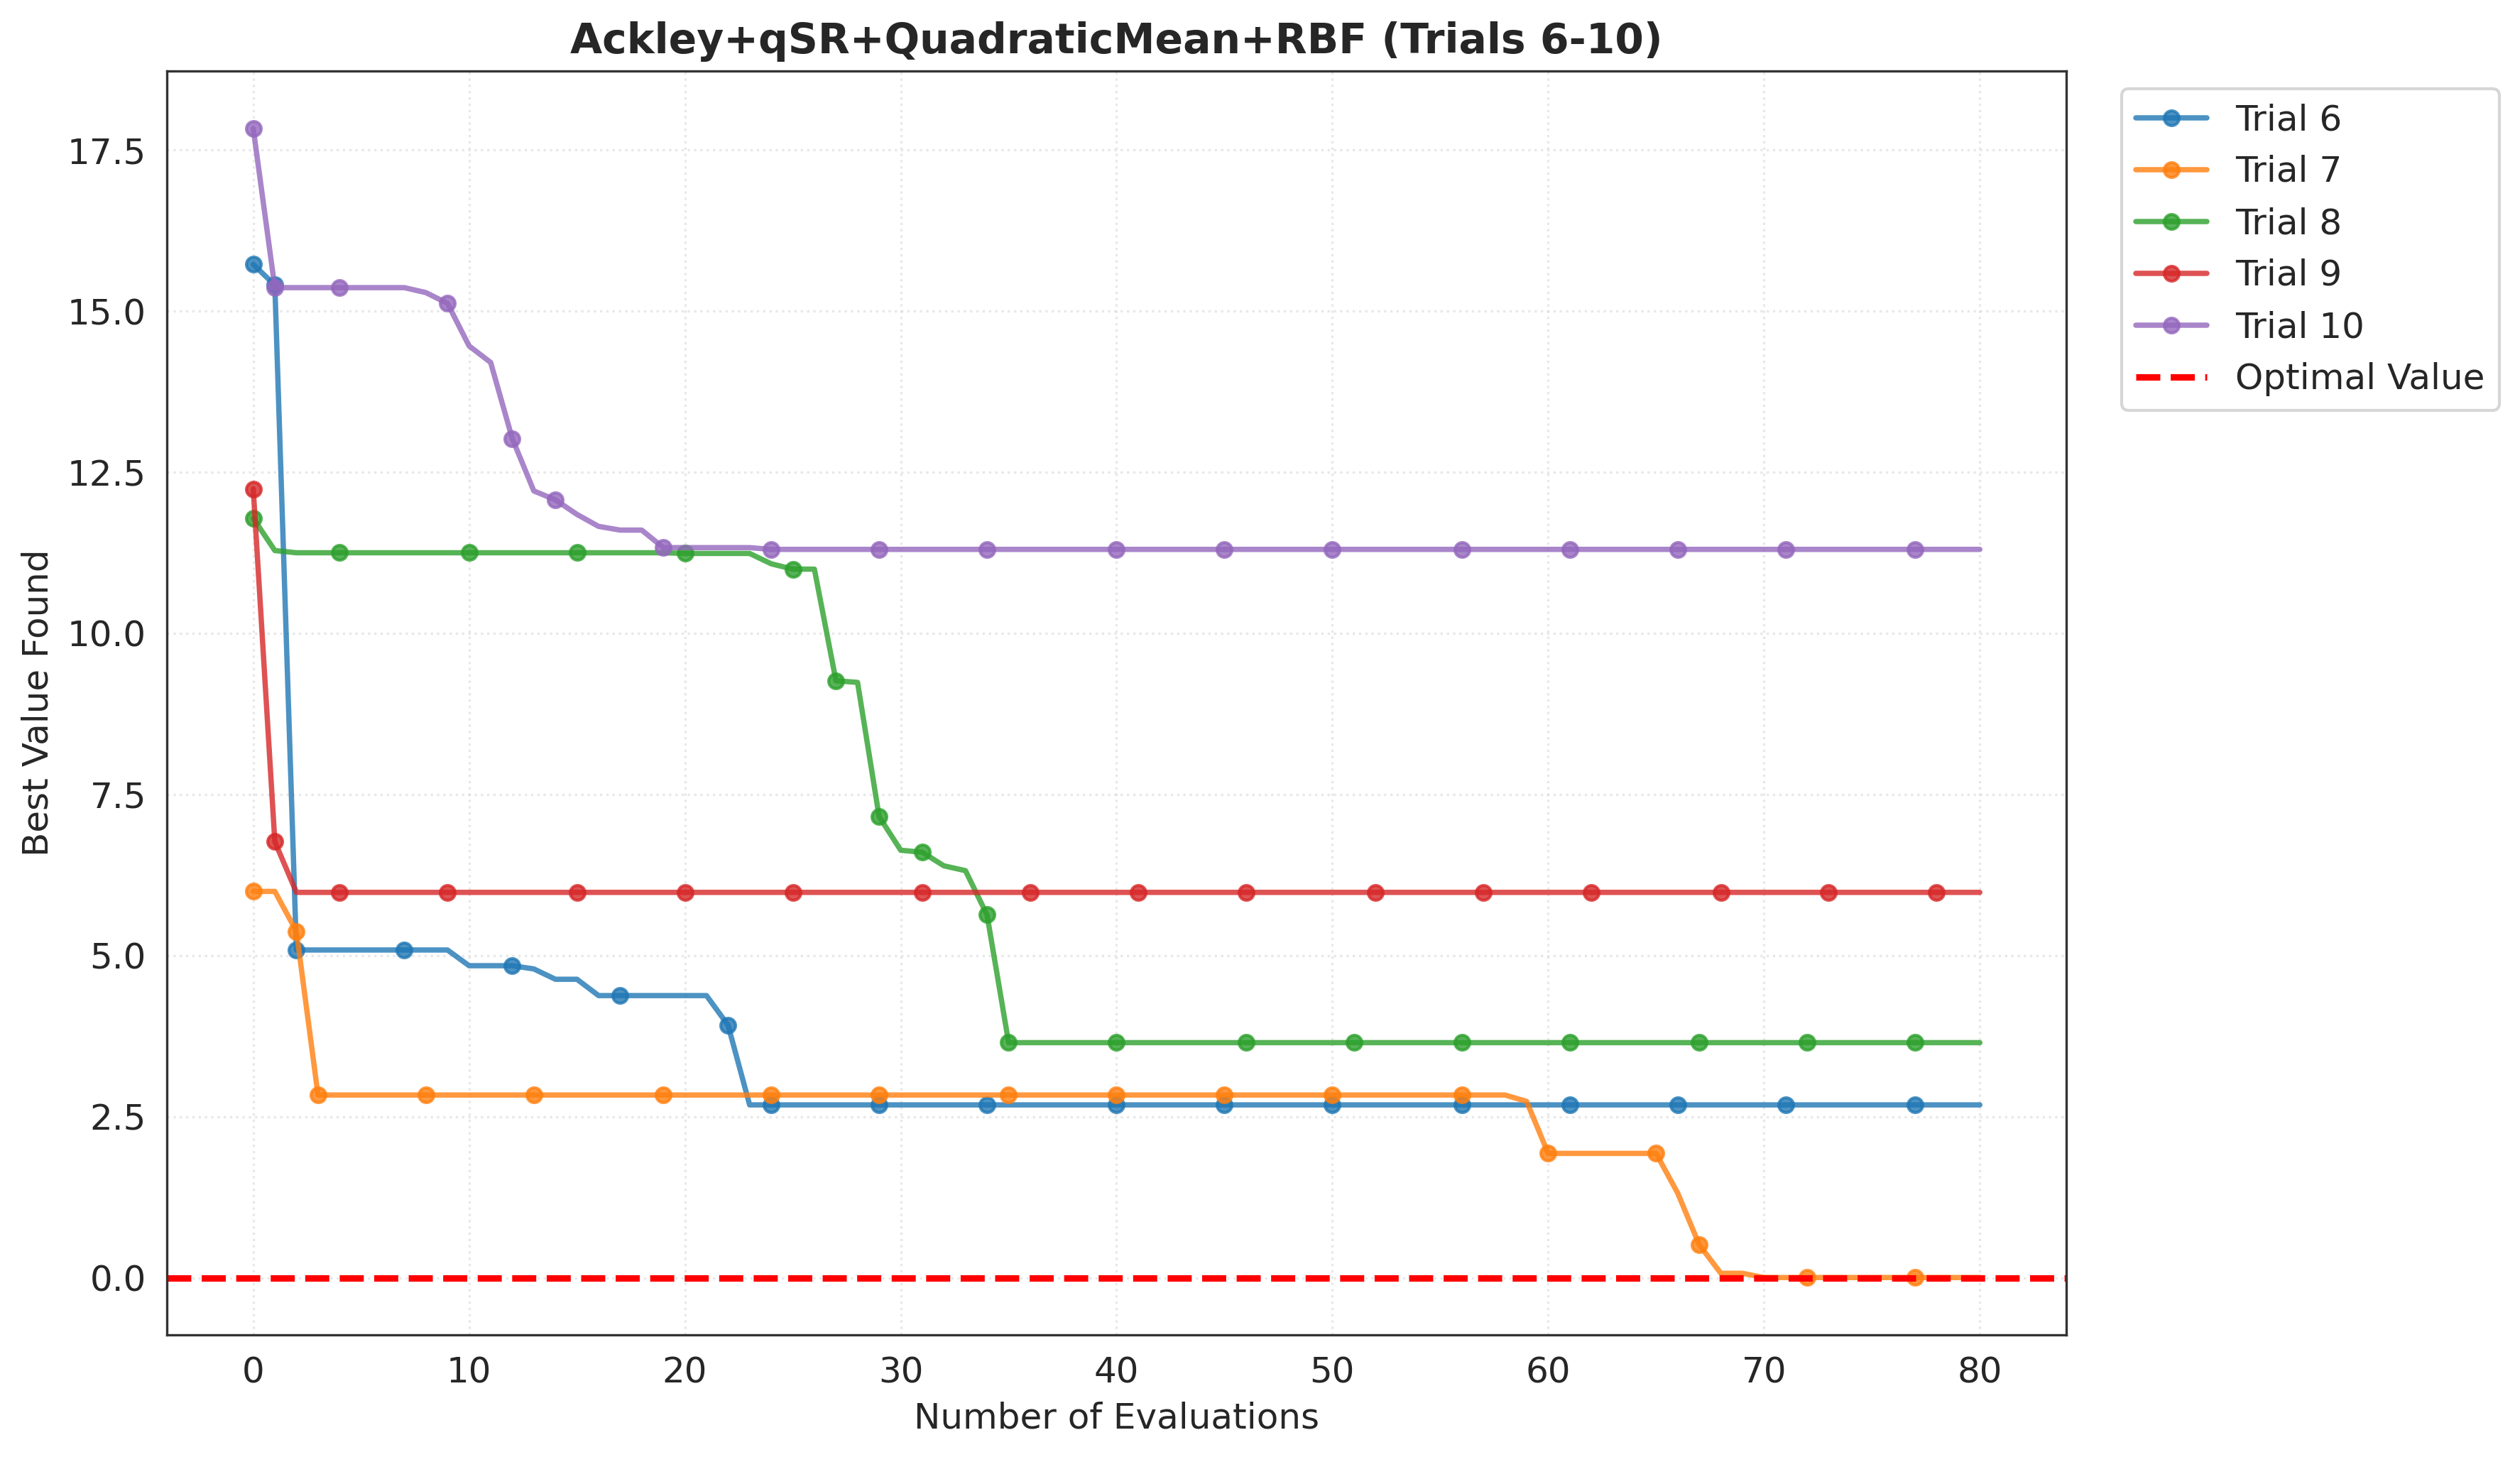 Ackley+qSR+QuadraticMean+RBF (Trials 6-10)
Best Value Found
17.5
15.0
12.5
10.0
7.5
5.0
2.5
0.0
0 10 20 30 40 50 60 70 80
Number of Evaluations
Trial 6
Trial 7
Trial 8
Trial 9
Trial 10
Optimal Value